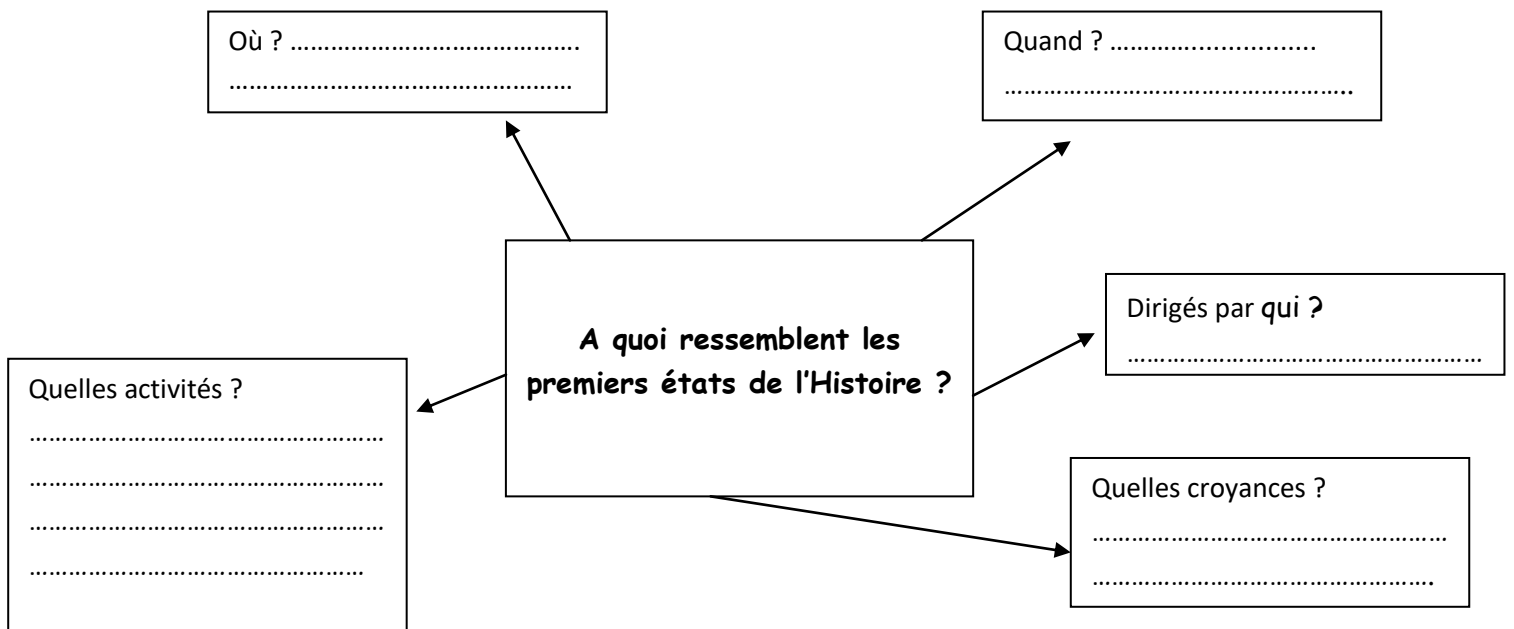 Où ? …………………………………….
……………………………………………
Quand ? …………...................
……………………………………………..
A quoi ressemblent les
premiers états de l'Histoire ?
Dirigés par qui ?
………………………………………………
Quelles activités ?
………………………………………………
………………………………………………
………………………………………………
……………………………………………
Quelles croyances ?
………………………………………………
…………………………………………….